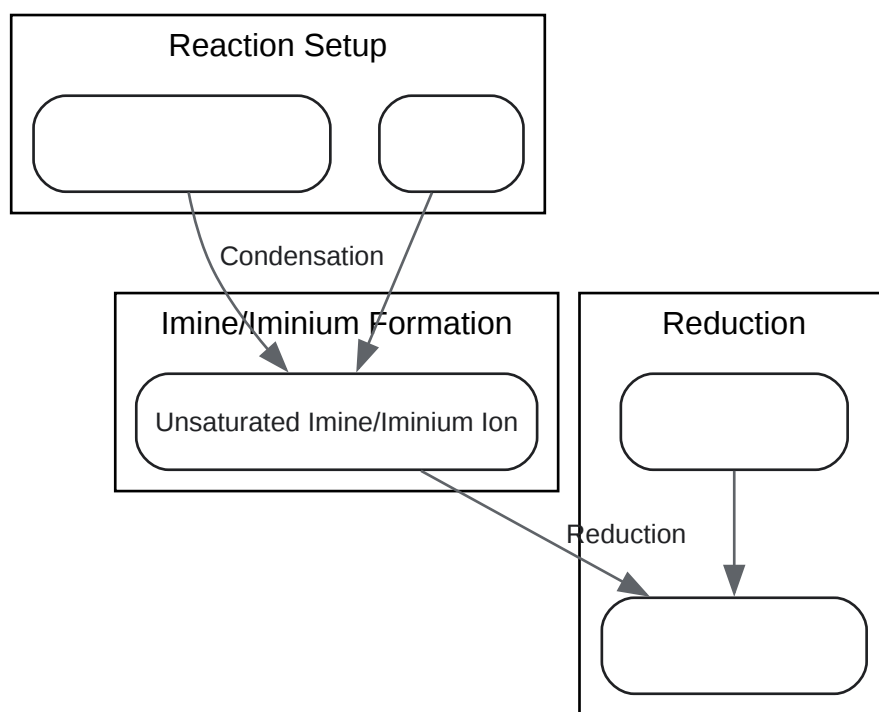 Reaction Setup
Condensation
Imine/Iminium Formation
Reduction
Unsaturated Imine/Iminium Ion
Reduction